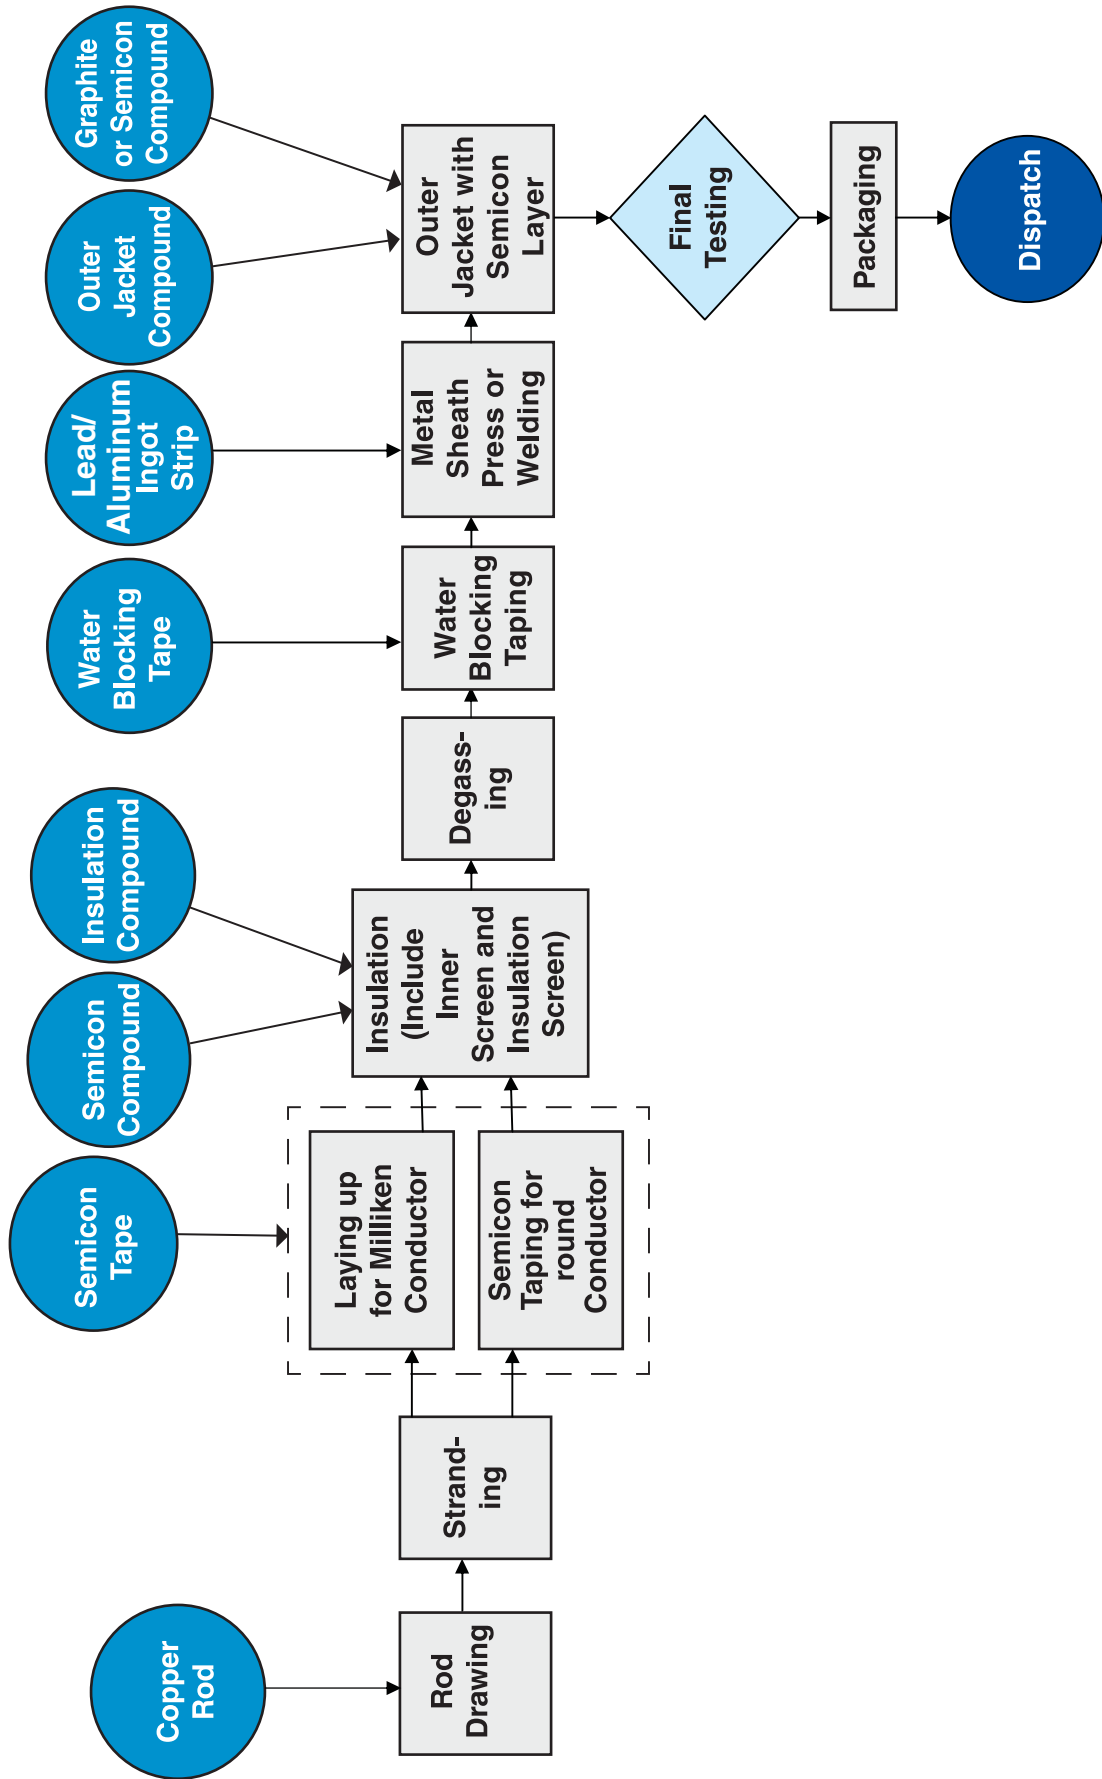 Copper
Rod
Semicon
Tape
Semicon
Compound
Insulation
Compound
Water
Blocking
Tape
Lead/
Aluminum
Ingot
Strip
Outer
Jacket
Compound
Graphite
or Semicon
Compound
Rod
Drawing
Strand-
ing
Laying up
for Milliken
Conductor
Semicon
Taping for
round
Conductor
Insulation
(Include
Inner
Screen and
Insulation
Screen)
Degass-
ing
Water
Blocking
Taping
Metal
Sheath
Press or
Welding
Outer
Jacket with
Semicon
Layer
Final
Testing
Packaging
Dispatch